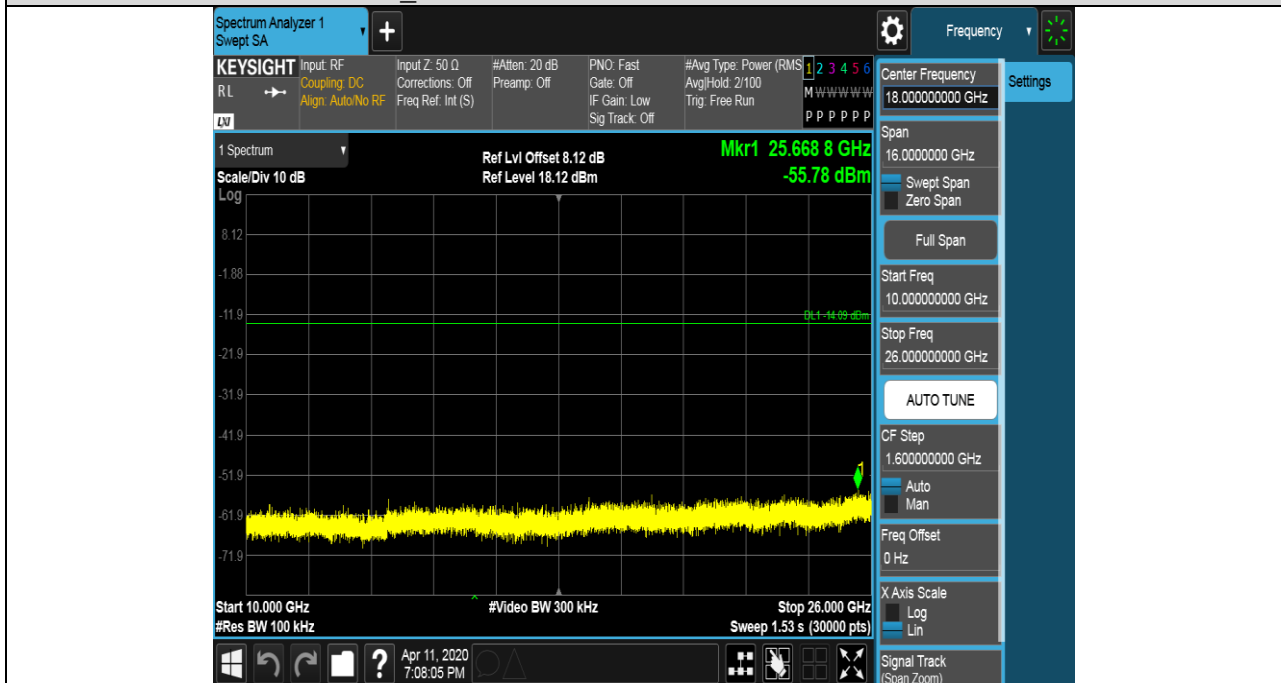 Spectrum Analyzer 1
Swept SA
Frequency
KEYSIGHT
RL
LXI
Input: RF
Coupling: DC
Align: Auto/No RF
Input Z: 50 Ω
Corrections: Off
Freq Ref: Int (S)
#Atten: 20 dB
Preamp: Off
PNO: Fast
Gate: Off
IF Gain: Low
Sig Track: Off
#Avg Type: Power (RMS
Avg|Hold: 2/100
Trig: Free Run
1 2 3 4 5 6
M W W W W W
P P P P P P
1 Spectrum
Scale/Div 10 dB
Ref Lvl Offset 8.12 dB
Ref Level 18.12 dBm
Mkr1 25.668 8 GHz
-55.78 dBm
Log
8.12
-1.88
-11.9
-21.9
-31.9
-41.9
-51.9
-61.9
-71.9
DL1 -14.09 dBm
1
Start 10.000 GHz
#Res BW 100 kHz
#Video BW 300 kHz
Stop 26.000 GHz
Sweep 1.53 s (30000 pts)
Apr 11, 2020
7:08:05 PM
Center Frequency
18.000000000 GHz
Span
16.0000000 GHz
Swept Span
Zero Span
Full Span
Start Freq
10.000000000 GHz
Stop Freq
26.000000000 GHz
AUTO TUNE
CF Step
1.600000000 GHz
Auto
Man
Freq Offset
0 Hz
X Axis Scale
Log
Lin
Signal Track
(Span Zoom)
Settings